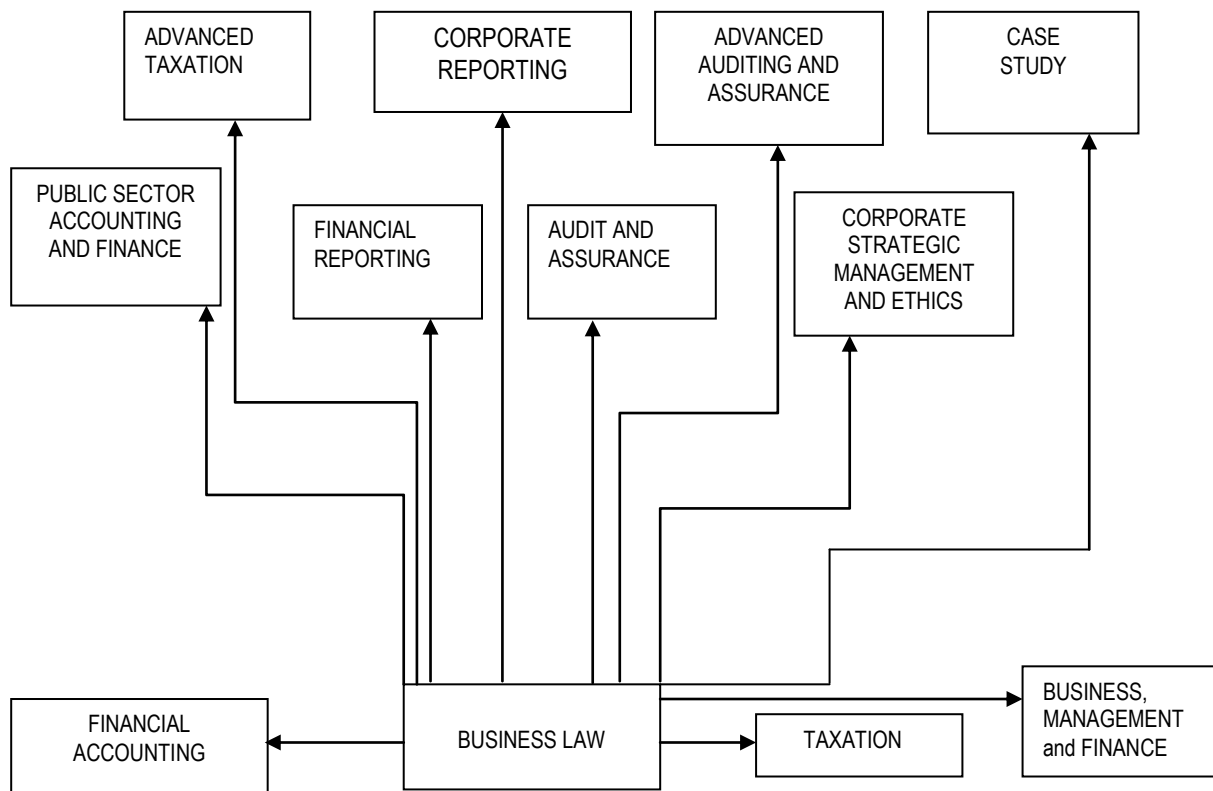 ADVANCED
TAXATION
CORPORATE
REPORTING
ADVANCED
AUDITING AND
ASSURANCE
CASE
STUDY
PUBLIC SECTOR
ACCOUNTING
AND FINANCE
FINANCIAL
REPORTING
AUDIT AND
ASSURANCE
CORPORATE
STRATEGIC
MANAGEMENT
AND ETHICS
FINANCIAL
ACCOUNTING
BUSINESS LAW
TAXATION
BUSINESS,
MANAGEMENT
and FINANCE